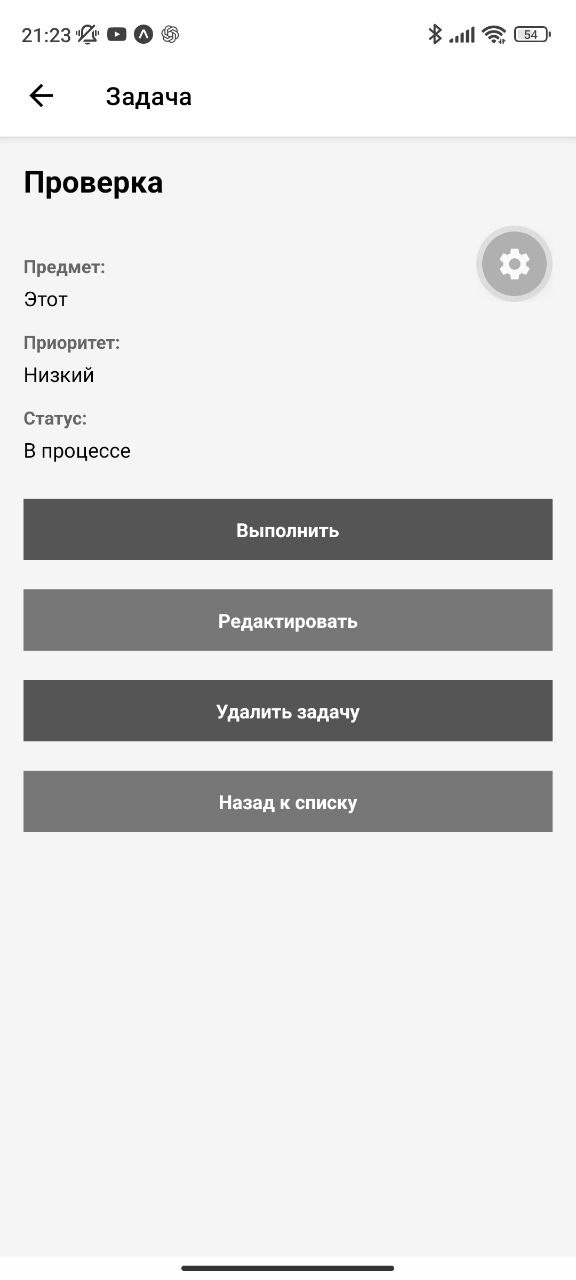 21:23
54
Задача
Проверка
Предмет:
Этот
Приоритет:
Низкий
Статус:
В процессе
Выполнить
Редактировать
Удалить задачу
Назад к списку